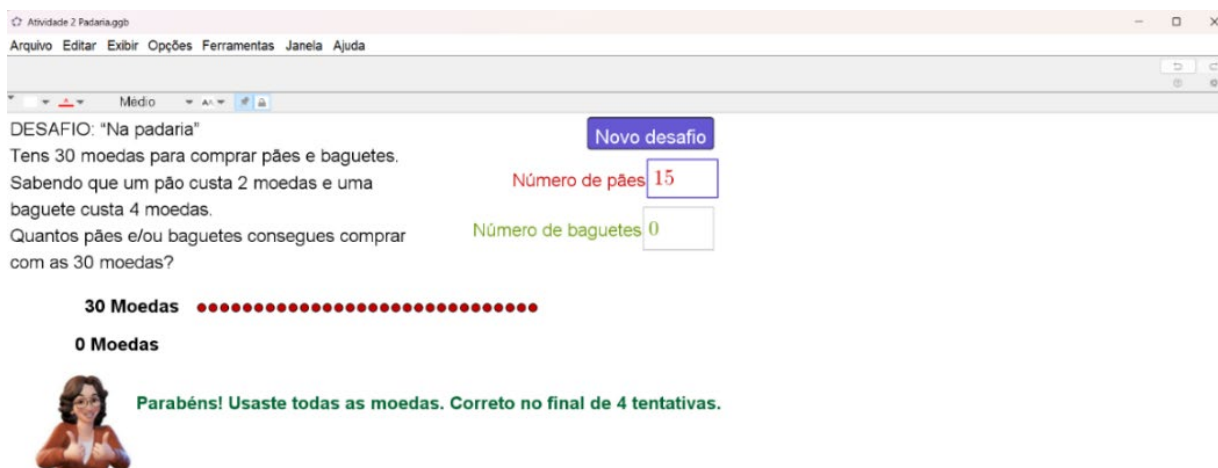 Atividade 2 Padaria.ggb
Arquivo Editar Exibir Opções Ferramentas Janela Ajuda
Médio
DESAFIO: “Na padaria”
Novo desafio
Tens 30 moedas para comprar pães e baguetes.
Sabendo que um pão custa 2 moedas e uma
Número de pães 15
baguete custa 4 moedas.
Quantos pães e/ou baguetes consegues comprar
Número de baguetes 0
com as 30 moedas?
30 Moedas
0 Moedas
Parabéns! Usaste todas as moedas. Correto no final de 4 tentativas.